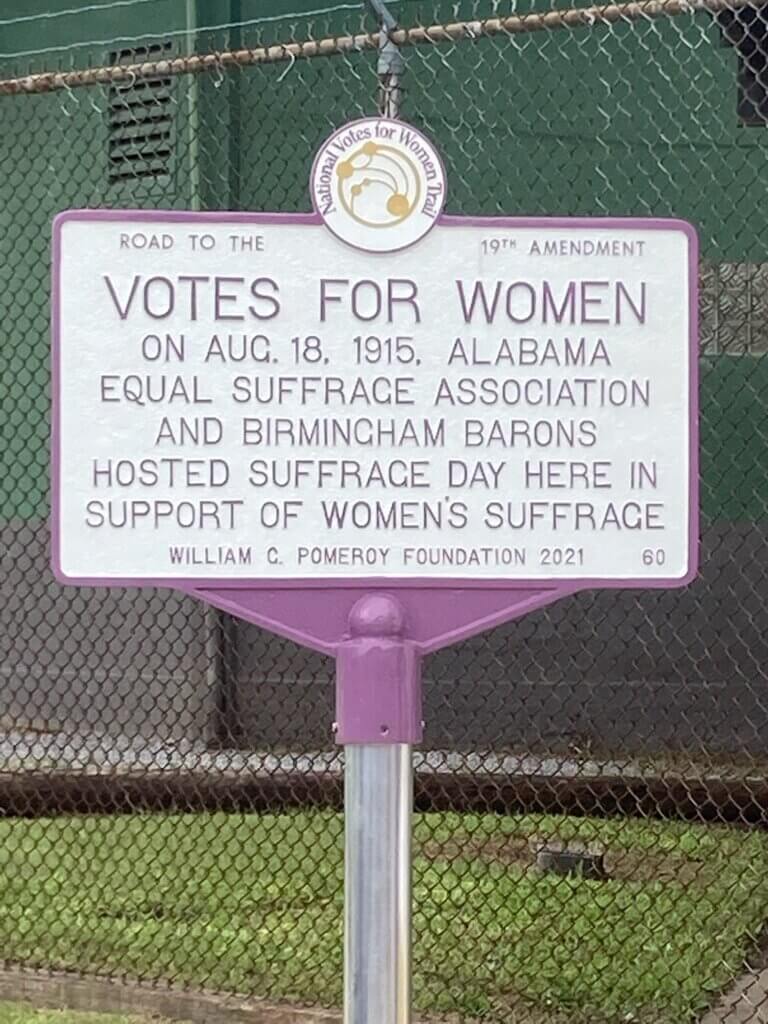 National Votes for Women Trail
ROAD TO THE 19TH AMENDMENT
VOTES FOR WOMEN
ON AUG. 18, 1915, ALABAMA
EQUAL SUFFRAGE ASSOCIATION
AND BIRMINGHAM BARONS
HOSTED SUFFRAGE DAY HERE IN
SUPPORT OF WOMEN'S SUFFRAGE
WILLIAM G. POMEROY FOUNDATION 2021 60